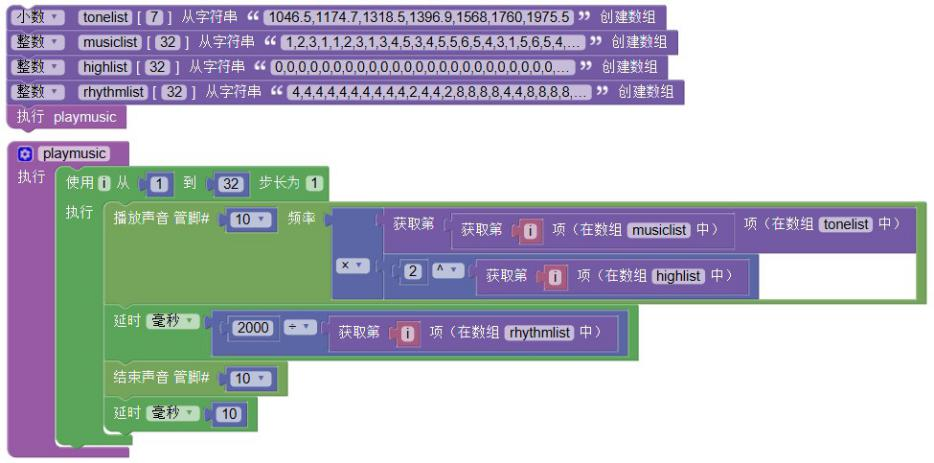 小数 tonelist [ 7 ] 从字符串 “ 1046.5,1174.7,1318.5,1396.9,1568,1760,1975.5 ” 创建数组
整数 musiclist [ 32 ] 从字符串 “ 1,2,3,1,1,2,3,1,3,4,5,3,4,5,5,6,5,4,3,1,5,6,5,4,… ” 创建数组
整数 highlist [ 32 ] 从字符串 “ 0,0,0,0,0,0,0,0,0,0,0,0,0,0,0,0,0,0,0,0,0,0,0,0,… ” 创建数组
整数 rhythmlist [ 32 ] 从字符串 “ 4,4,4,4,4,4,4,4,4,4,2,4,4,2,8,8,8,8,4,4,8,8,8,8,… ” 创建数组
执行 playmusic
playmusic
执行 使用 i 从 1 到 32 步长为 1
执行 播放声音 管脚# 10 频率 获取第 获取第 i 项（在数组 musiclist 中） 项（在数组 tonelist 中）
× 2 ^ 获取第 i 项（在数组 highlist 中）
延时 毫秒 2000 ÷ 获取第 i 项（在数组 rhythmlist 中）
结束声音 管脚# 10
延时 毫秒 10